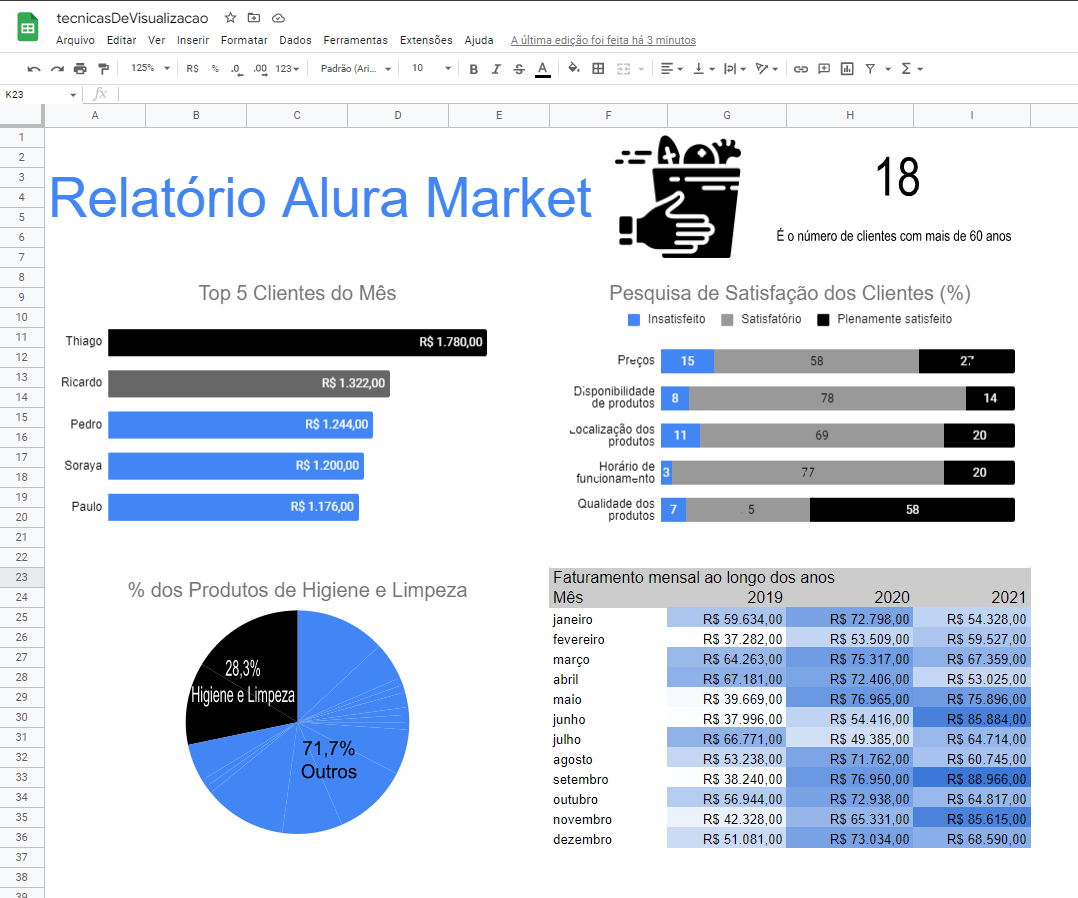 tecnicasDeVisualizacao
Arquivo Editar Ver Inserir Formatar Dados Ferramentas Extensões Ajuda A última edição foi feita há 3 minutos
125% R$ % .0 .00 123 Padrão (Ari... 10 B I S A
K23 fx
A B C D E F G H I
1
2
3
4
5
6
7
8
9
10
11
12
13
14
15
16
17
18
19
20
21
22
23
24
25
26
27
28
29
30
31
32
33
34
35
36
37
38
39
Relatório Alura Market
18
É o número de clientes com mais de 60 anos
Top 5 Clientes do Mês
Thiago R$ 1.780,00
Ricardo R$ 1.322,00
Pedro R$ 1.244,00
Soraya R$ 1.200,00
Paulo R$ 1.176,00
Pesquisa de Satisfação dos Clientes (%)
Insatisfeito Satisfatório Plenamente satisfeito
Preços 15 58 27
Disponibilidade
de produtos 8 78 14
Localização dos
produtos 11 69 20
Horário de
funcionamento 3 77 20
Qualidade dos
produtos 7 5 58
% dos Produtos de Higiene e Limpeza
28,3%
Higiene e Limpeza
71,7%
Outros
Faturamento mensal ao longo dos anos
Mês 2019 2020 2021
janeiro R$ 59.634,00 R$ 72.798,00 R$ 54.328,00
fevereiro R$ 37.282,00 R$ 53.509,00 R$ 59.527,00
março R$ 64.263,00 R$ 75.317,00 R$ 67.359,00
abril R$ 67.181,00 R$ 72.406,00 R$ 53.025,00
maio R$ 39.669,00 R$ 76.965,00 R$ 75.896,00
junho R$ 37.996,00 R$ 54.416,00 R$ 85.884,00
julho R$ 66.771,00 R$ 49.385,00 R$ 64.714,00
agosto R$ 53.238,00 R$ 71.762,00 R$ 60.745,00
setembro R$ 38.240,00 R$ 76.950,00 R$ 88.966,00
outubro R$ 56.944,00 R$ 72.938,00 R$ 64.817,00
novembro R$ 42.328,00 R$ 65.331,00 R$ 85.615,00
dezembro R$ 51.081,00 R$ 73.034,00 R$ 68.590,00